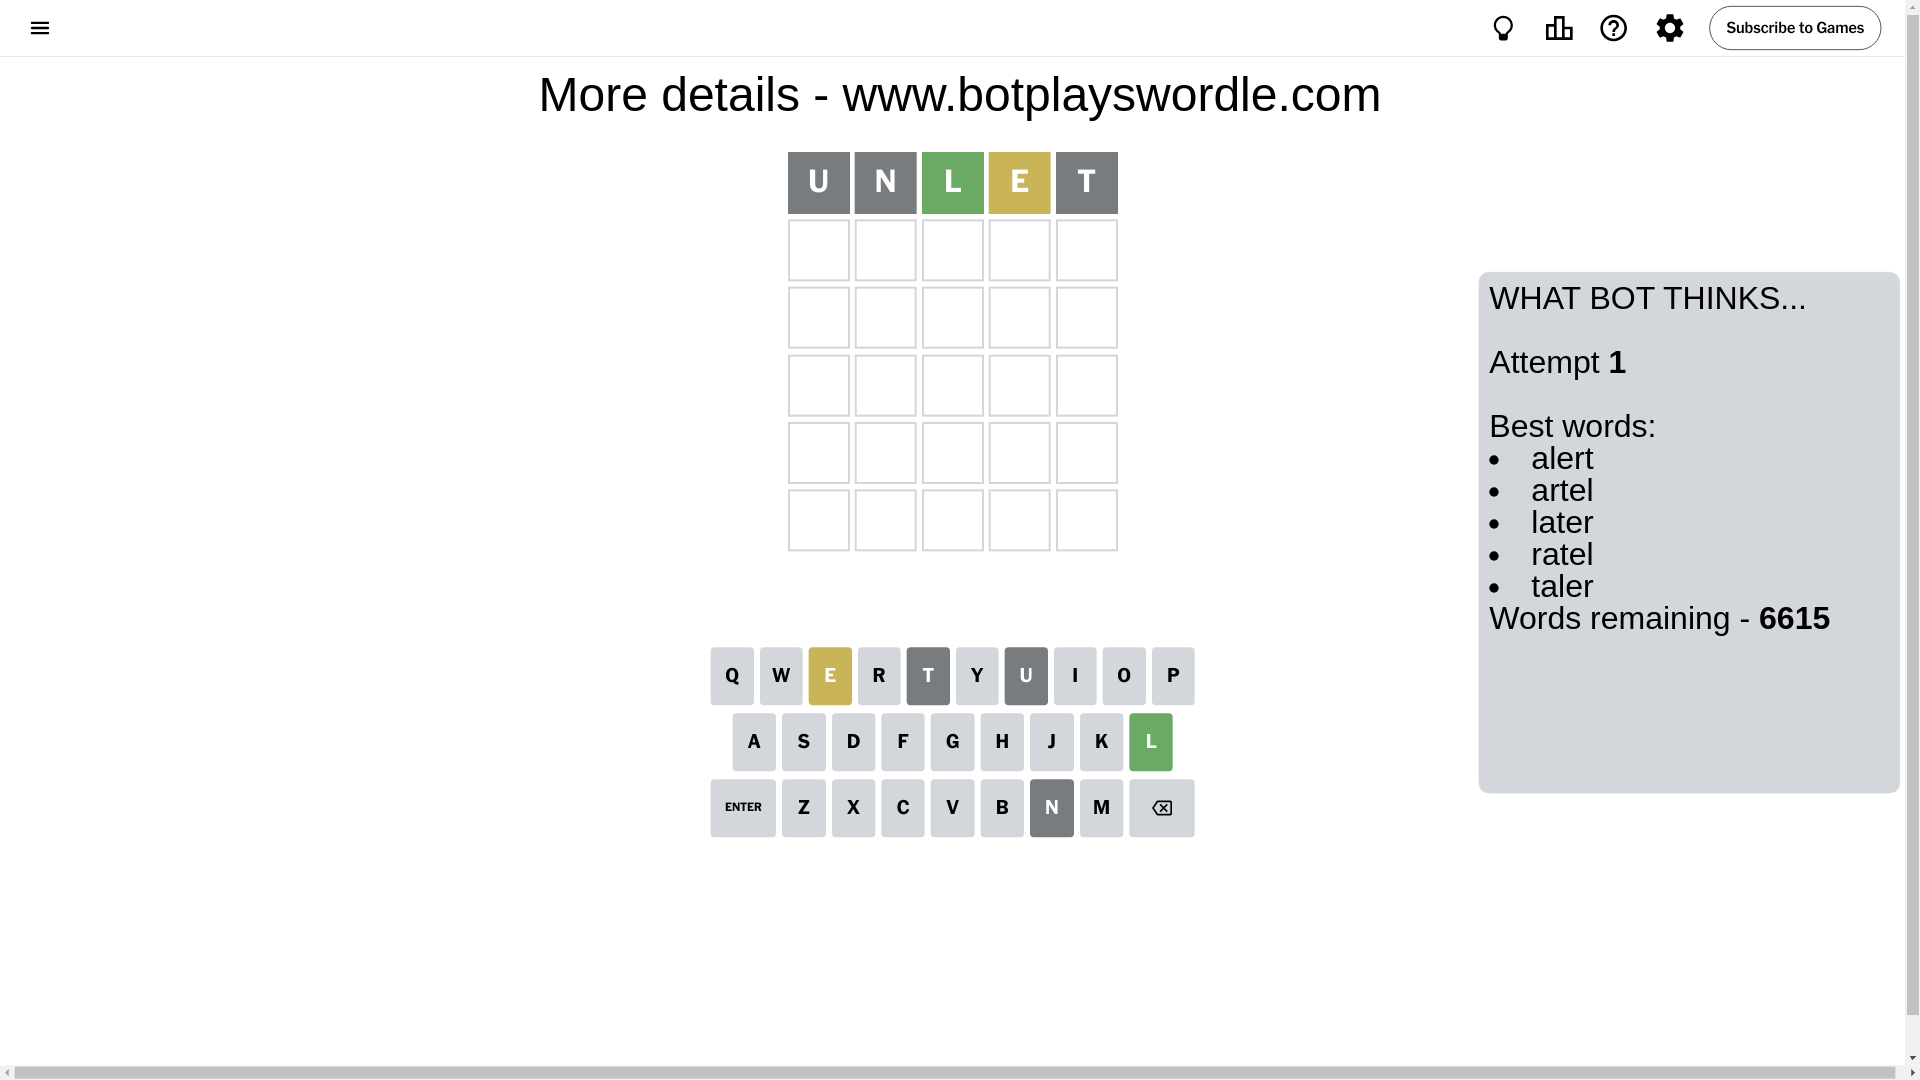 Subscribe to Games
More details - www.botplayswordle.com
U N L E T
WHAT BOT THINKS...
Attempt 1
Best words:
• alert
• artel
• later
• ratel
• taler
Words remaining - 6615
Q W E R T Y U I O P
A S D F G H J K L
ENTER Z X C V B N M